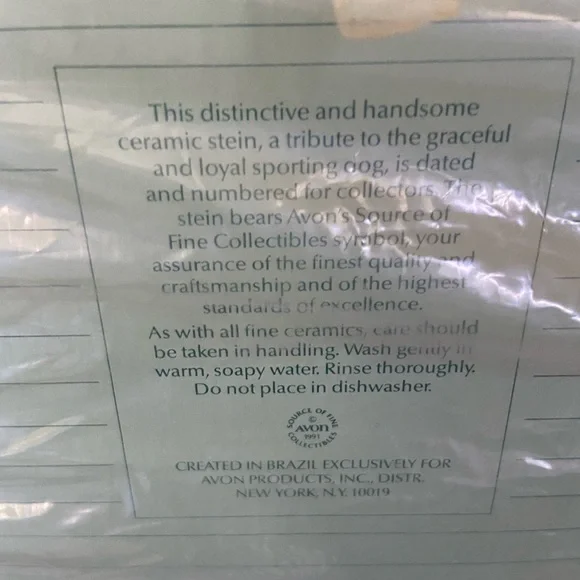 This distinctive and handsome
ceramic stein, a tribute to the graceful
and loyal sporting dog, is dated
and numbered for collectors. The
stein bears Avon's Source of
Fine Collectibles symbol, your
assurance of the finest quality and
craftsmanship and of the highest
standards of excellence.
As with all fine ceramics, care should
be taken in handling. Wash gently in
warm, soapy water. Rinse thoroughly.
Do not place in dishwasher.
SOURCE OF FINE
©
AVON
1991
COLLECTIBLES
CREATED IN BRAZIL EXCLUSIVELY FOR
AVON PRODUCTS, INC., DISTR.
NEW YORK, N.Y. 10019